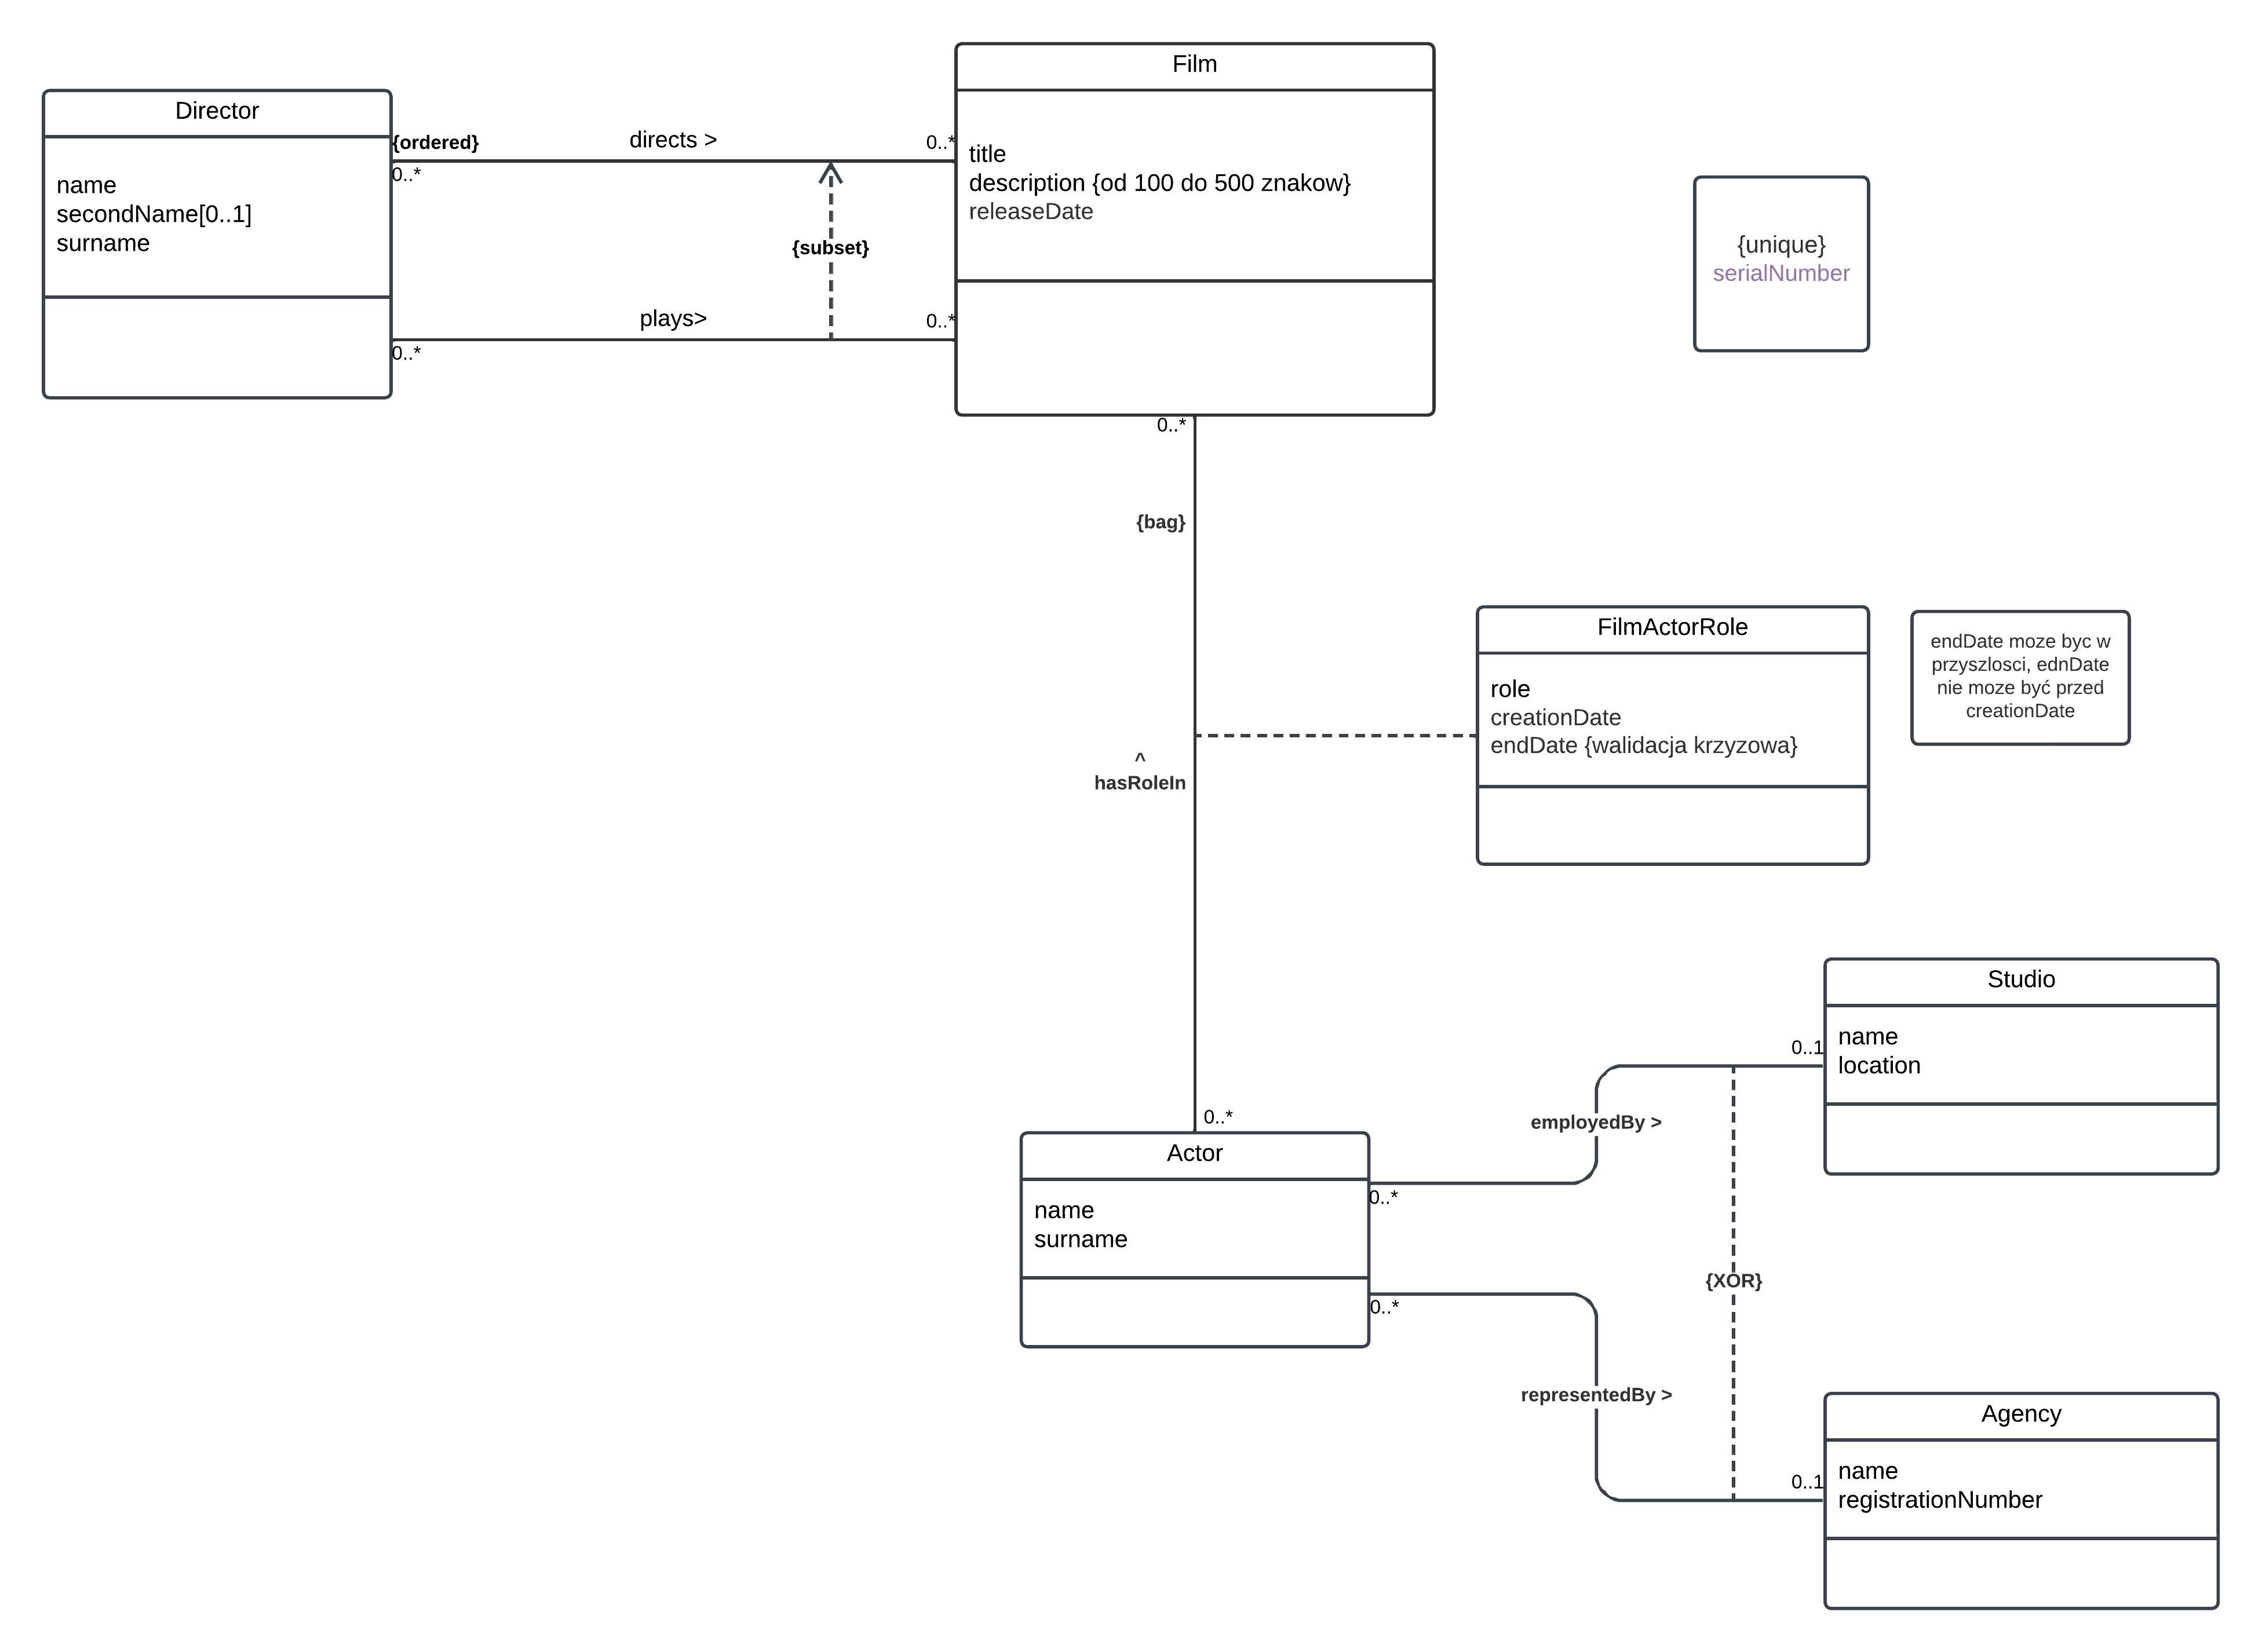 Director
name
secondName[0..1]
surname
{ordered}
0..*
directs >
0..*
{subset}
plays>
0..*
0..*
Film
title
description {od 100 do 500 znakow}
releaseDate
{unique}
serialNumber
0..*
{bag}
^
hasRoleIn
0..*
FilmActorRole
role
creationDate
endDate {walidacja krzyzowa}
endDate moze byc w
przyszlosci, ednDate
nie moze być przed
creationDate
Actor
name
surname
0..*
employedBy >
0..1
Studio
name
location
{XOR}
0..*
representedBy >
0..1
Agency
name
registrationNumber